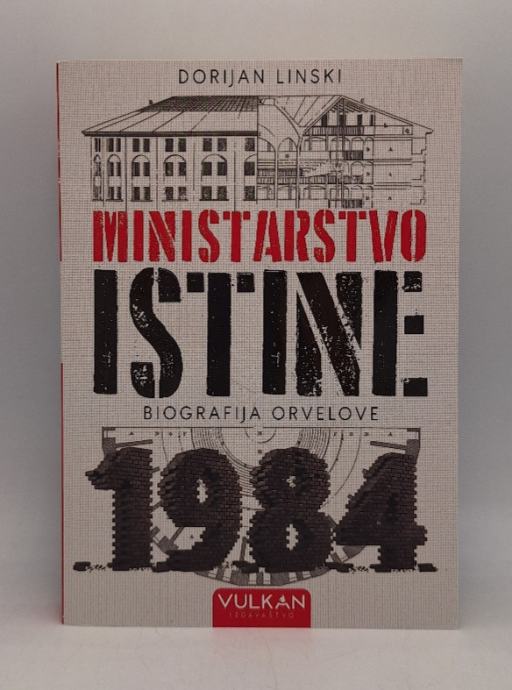 DORIJAN LINSKI
MINISTARSTVO
ISTINE
BIOGRAFIJA ORVELOVE
1984
VULKAN
IZDAVAŠTVO